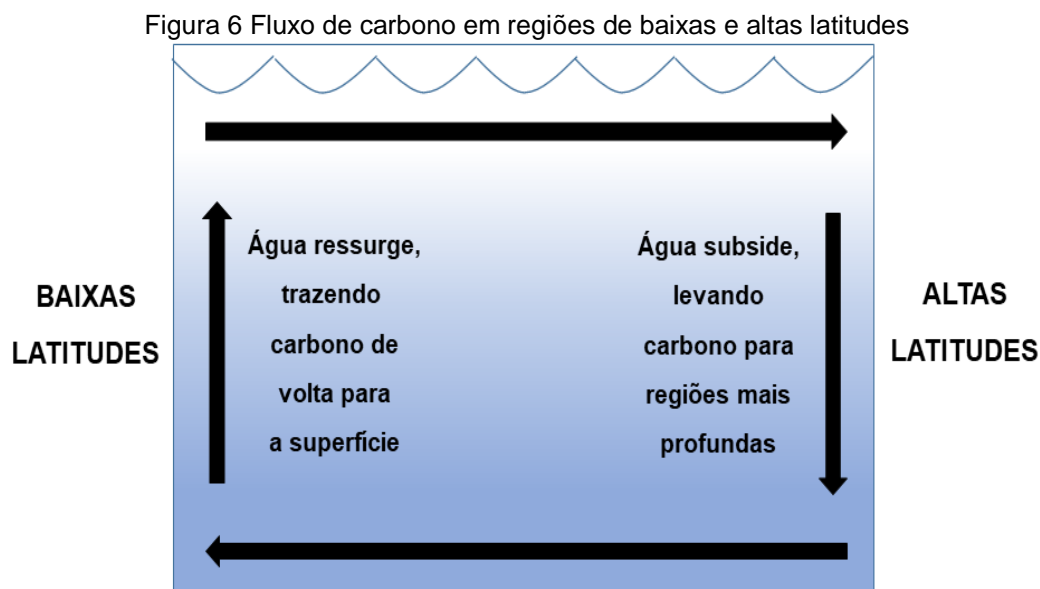 Figura 6 Fluxo de carbono em regiões de baixas e altas latitudes
BAIXAS
LATITUDES
Água ressurge,
trazendo
carbono de
volta para
a superfície
Água subside,
levando
carbono para
regiões mais
profundas
ALTAS
LATITUDES